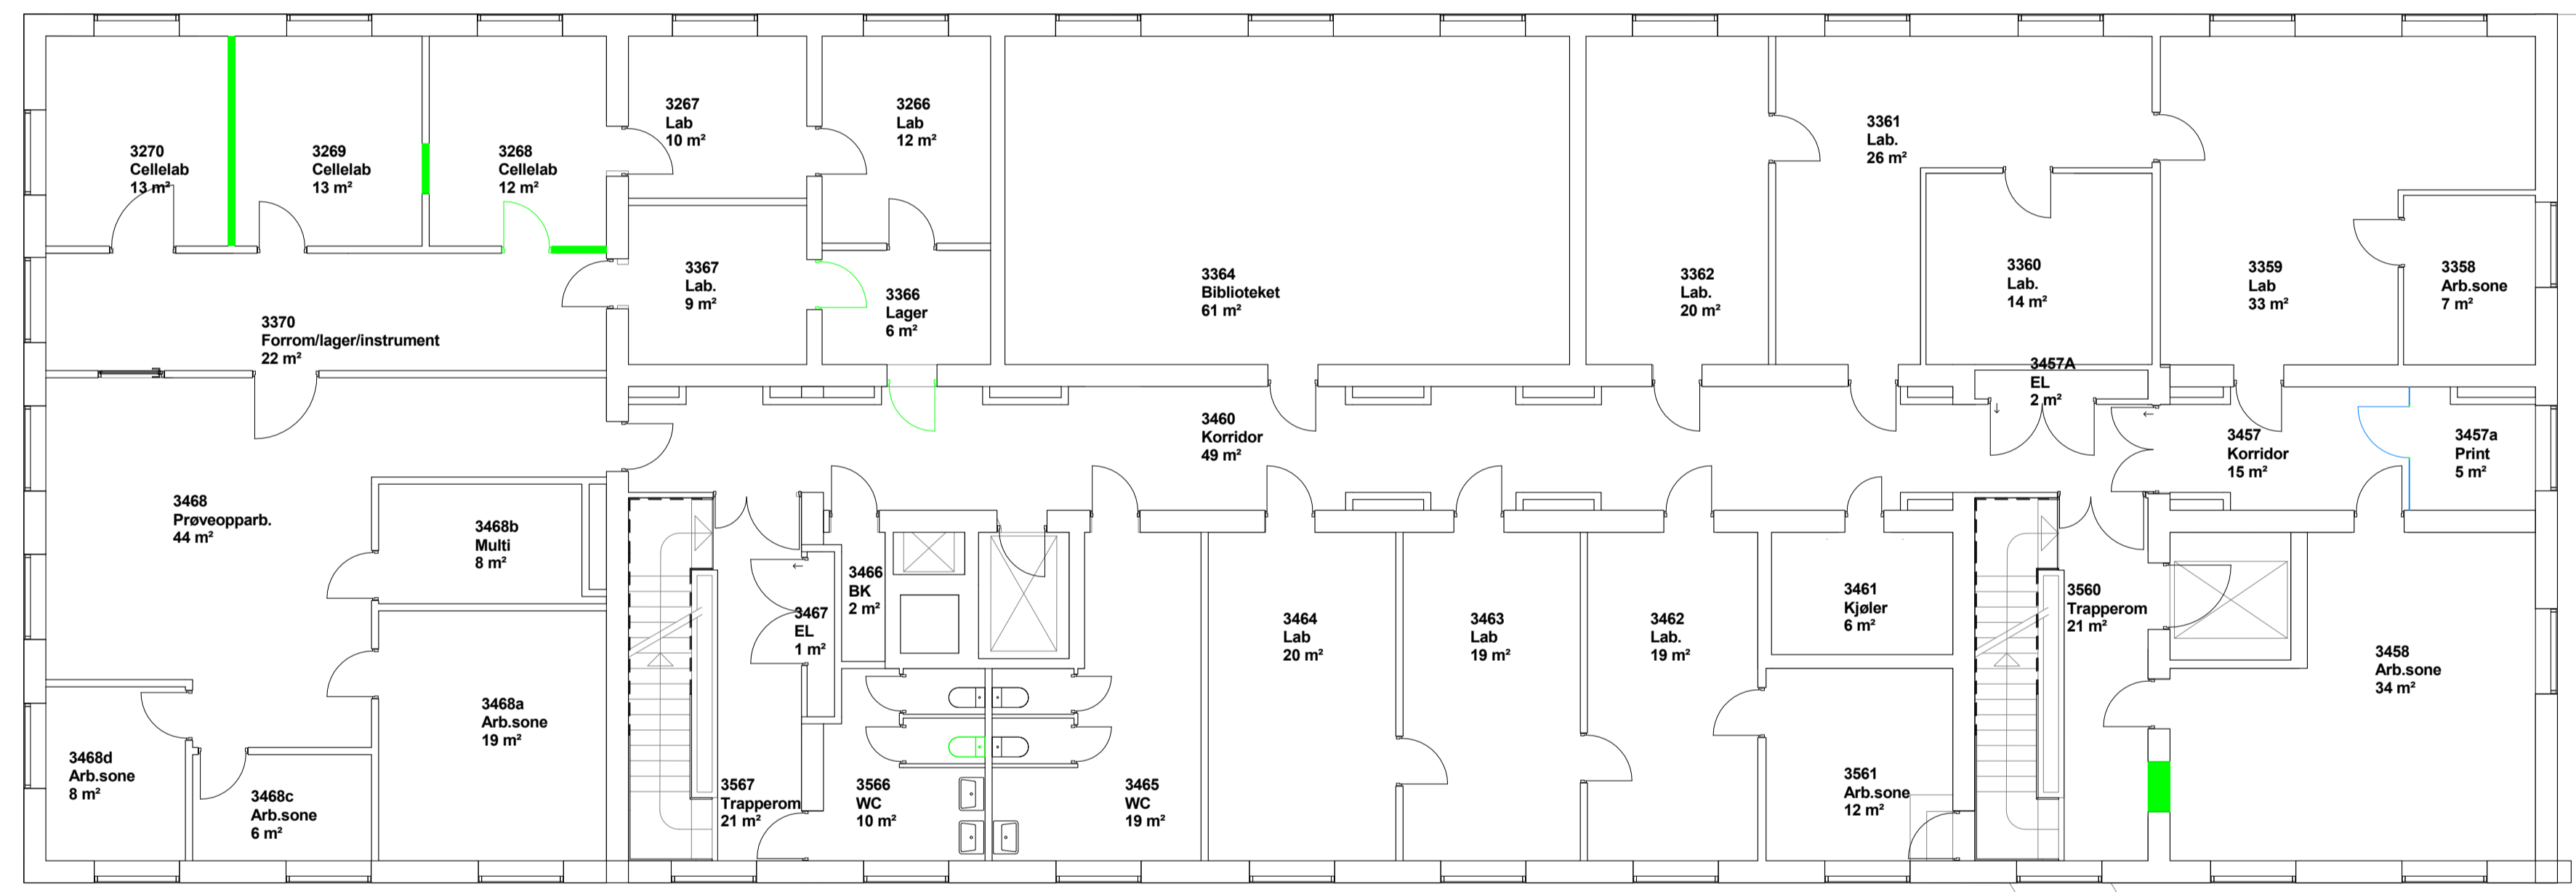 3270
Cellelab
13 m²
3269
Cellelab
13 m²
3268
Cellelab
12 m²
3267
Lab
10 m²
3266
Lab
12 m²
3361
Lab.
26 m²
3370
Forrom/lager/instrument
22 m²
3367
Lab.
9 m²
3366
Lager
6 m²
3364
Biblioteket
61 m²
3362
Lab.
20 m²
3360
Lab.
14 m²
3359
Lab
33 m²
3358
Arb.sone
7 m²
3457A
EL
2 m²
3460
Korridor
49 m²
3457
Korridor
15 m²
3457a
Print
5 m²
3468
Prøveopparb.
44 m²
3468b
Multi
8 m²
3466
BK
2 m²
3467
EL
1 m²
3464
Lab
20 m²
3463
Lab
19 m²
3462
Lab.
19 m²
3461
Kjøler
6 m²
3560
Trapperom
21 m²
3458
Arb.sone
34 m²
3468a
Arb.sone
19 m²
3468d
Arb.sone
8 m²
3468c
Arb.sone
6 m²
3567
Trapperom
21 m²
3566
WC
10 m²
3465
WC
19 m²
3561
Arb.sone
12 m²